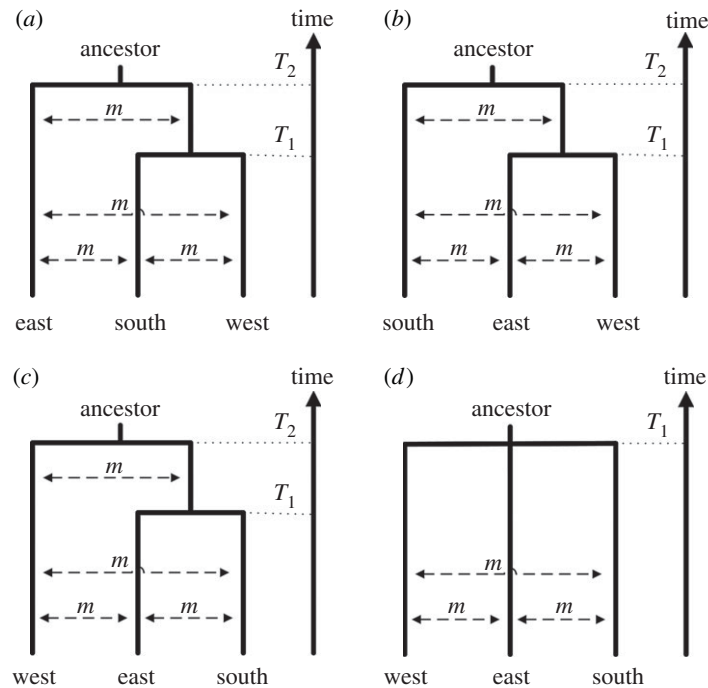 (a)
time
ancestor
T2
m
T1
m
m
m
east south west
(b)
time
ancestor
T2
m
T1
m
m
m
south east west
(c)
time
ancestor
T2
m
T1
m
m
m
west east south
(d)
time
ancestor
T1
m
m
m
west east south